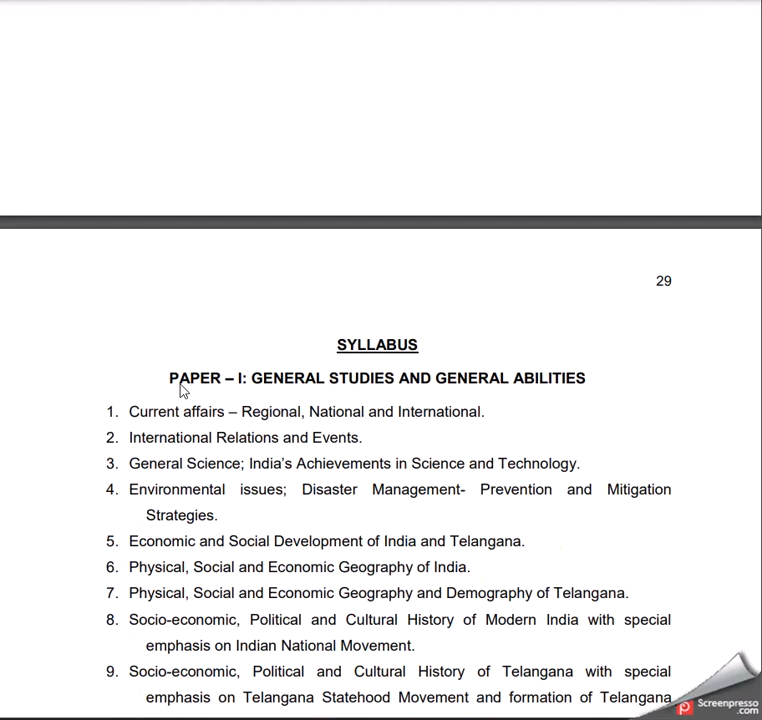 29
SYLLABUS
PAPER – I: GENERAL STUDIES AND GENERAL ABILITIES
1. Current affairs – Regional, National and International.
2. International Relations and Events.
3. General Science; India’s Achievements in Science and Technology.
4. Environmental issues; Disaster Management- Prevention and Mitigation
Strategies.
5. Economic and Social Development of India and Telangana.
6. Physical, Social and Economic Geography of India.
7. Physical, Social and Economic Geography and Demography of Telangana.
8. Socio-economic, Political and Cultural History of Modern India with special
emphasis on Indian National Movement.
9. Socio-economic, Political and Cultural History of Telangana with special
emphasis on Telangana Statehood Movement and formation of Telangana
Screenpresso
.com